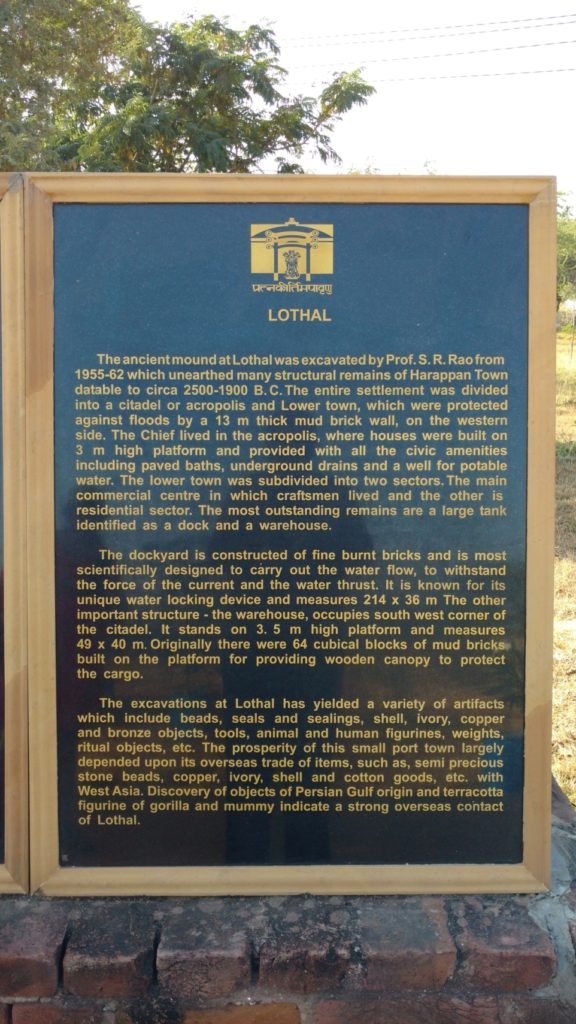 प्रत्नकीर्तिमपावृणु
LOTHAL
The ancient mound at Lothal was excavated by Prof. S. R. Rao from
1955-62 which unearthed many structural remains of Harappan Town
datable to circa 2500-1900 B. C. The entire settlement was divided
into a citadel or acropolis and Lower town, which were protected
against floods by a 13 m thick mud brick wall, on the western
side. The Chief lived in the acropolis, where houses were built on
3 m high platform and provided with all the civic amenities
including paved baths, underground drains and a well for potable
water. The lower town was subdivided into two sectors. The main
commercial centre in which craftsmen lived and the other is
residential sector. The most outstanding remains are a large tank
identified as a dock and a warehouse.
The dockyard is constructed of fine burnt bricks and is most
scientifically designed to carry out the water flow, to withstand
the force of the current and the water thrust. It is known for its
unique water locking device and measures 214 x 36 m The other
important structure - the warehouse, occupies south west corner of
the citadel. It stands on 3. 5 m high platform and measures
49 x 40 m. Originally there were 64 cubical blocks of mud bricks
built on the platform for providing wooden canopy to protect
the cargo.
The excavations at Lothal has yielded a variety of artifacts
which include beads, seals and sealings, shell, ivory, copper
and bronze objects, tools, animal and human figurines, weights,
ritual objects, etc. The prosperity of this small port town largely
depended upon its overseas trade of items, such as, semi precious
stone beads, copper, ivory, shell and cotton goods, etc. with
West Asia. Discovery of objects of Persian Gulf origin and terracotta
figurine of gorilla and mummy indicate a strong overseas contact
of Lothal.